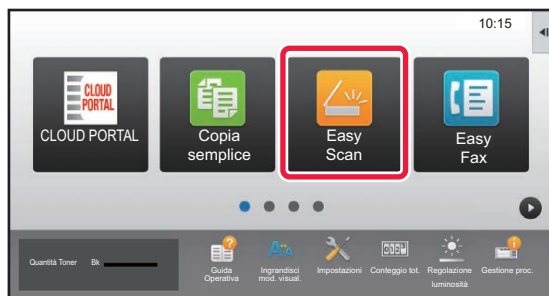 10:15
CLOUD
PORTAL
CLOUD PORTAL
Copia
semplice
Easy
Scan
Easy
Fax
Quantità Toner Bk
Guida
Operativa
Ingrandisci
mod. visual.
Impostazioni
Conteggio tot.
Regolazione
luminosità
Gestione proc.